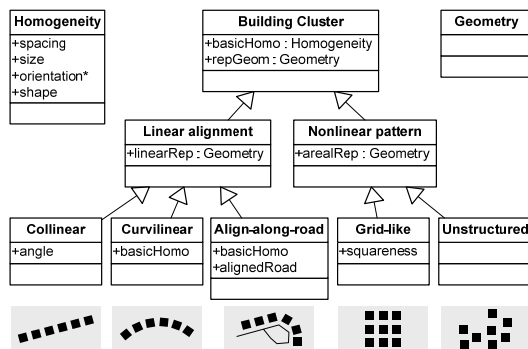 Homogeneity
+spacing
+size
+orientation*
+shape
Building Cluster
+basicHomo : Homogeneity
+repGeom : Geometry
Geometry
Linear alignment
+linearRep : Geometry
Nonlinear pattern
+arealRep : Geometry
Collinear
+angle
Curvilinear
+basicHomo
Align-along-road
+basicHomo
+alignedRoad
Grid-like
+squareness
Unstructured